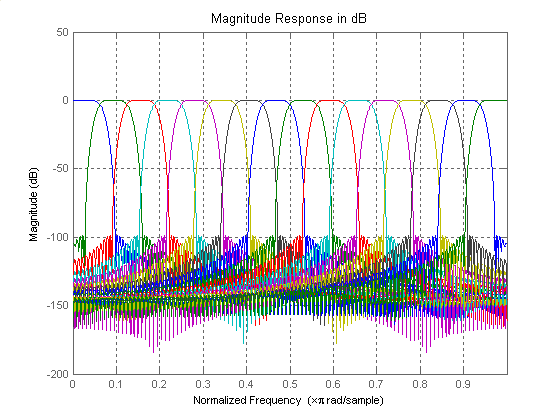 Magnitude Response in dB
50
0
-50
-100
-150
-200
Magnitude (dB)
0 0.1 0.2 0.3 0.4 0.5 0.6 0.7 0.8 0.9
Normalized Frequency (×π rad/sample)